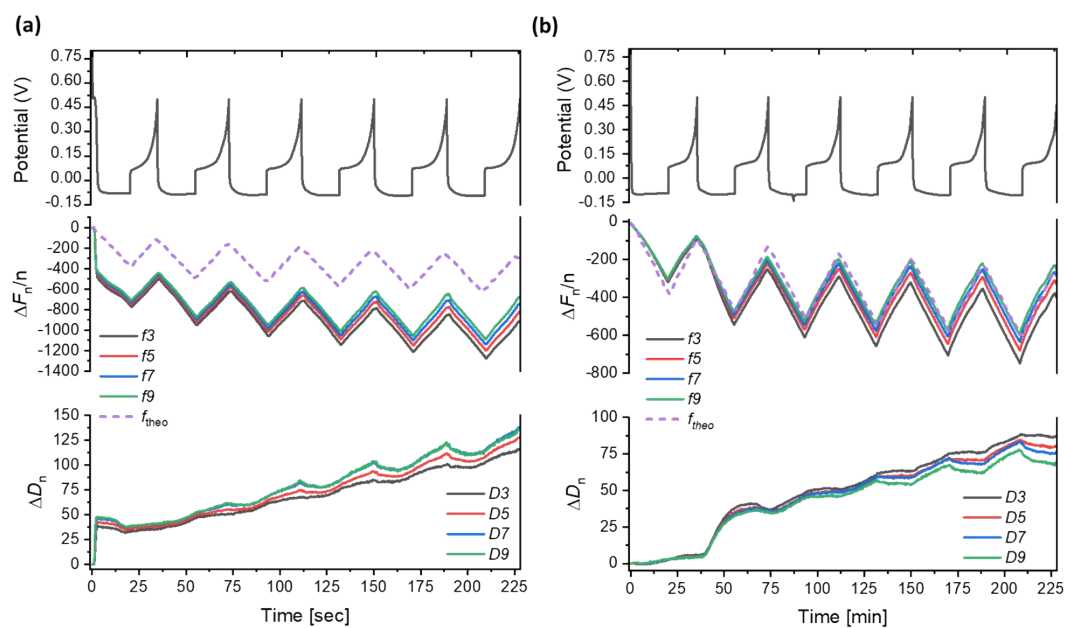 (a)
Potential (V)
0.75
0.60
0.45
0.30
0.15
0.00
-0.15
ΔFn/n
0
-200
-400
-600
-800
-1000
-1200
-1400
f3
f5
f7
f9
ftheo
ΔDn
150
125
100
75
50
25
0
D3
D5
D7
D9
0 25 50 75 100 125 150 175 200 225
Time [sec]
(b)
Potential (V)
0.75
0.60
0.45
0.30
0.15
0.00
-0.15
ΔFn/n
0
-200
-400
-600
-800
f3
f5
f7
f9
ftheo
ΔDn
100
75
50
25
0
D3
D5
D7
D9
0 25 50 75 100 125 150 175 200 225
Time [min]